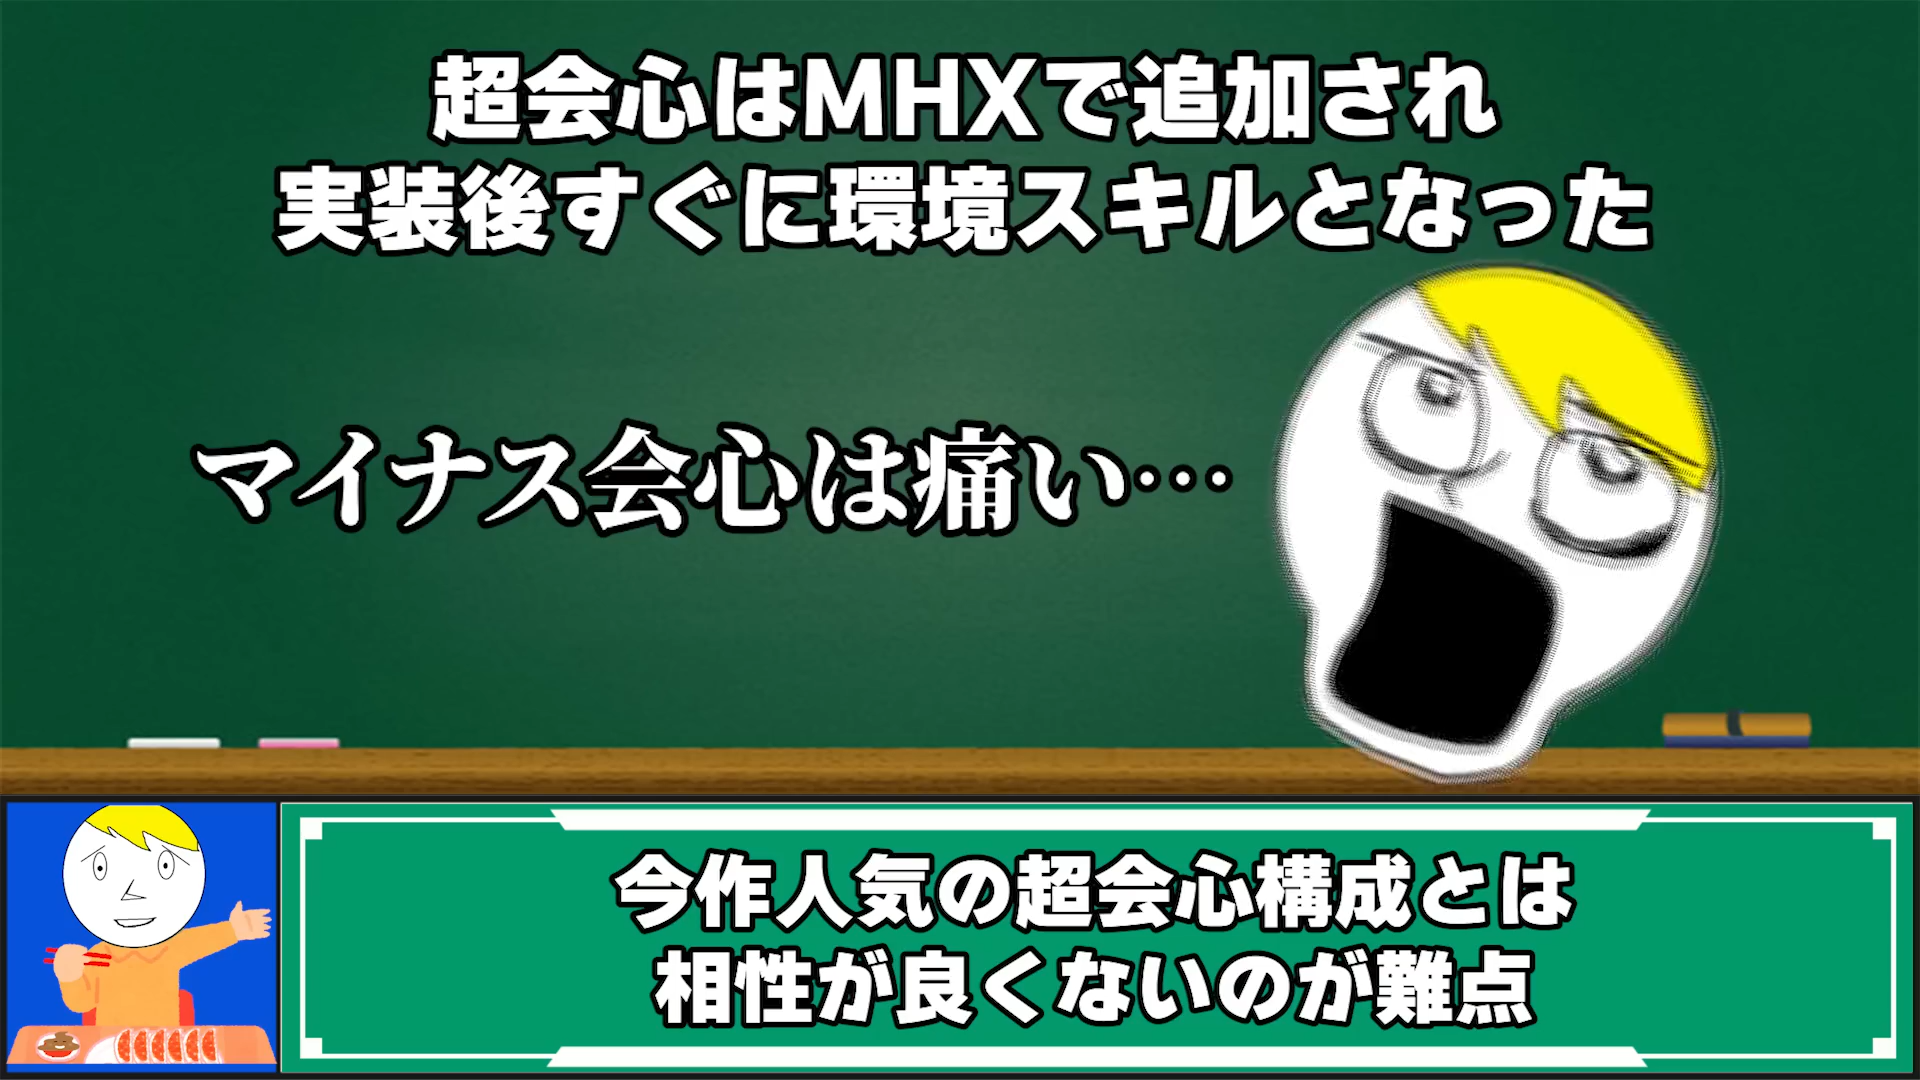 超会心はMHXで追加され
実装後すぐに環境スキルとなった
マイナス会心は痛い…
今作人気の超会心構成とは
相性が良くないのが難点